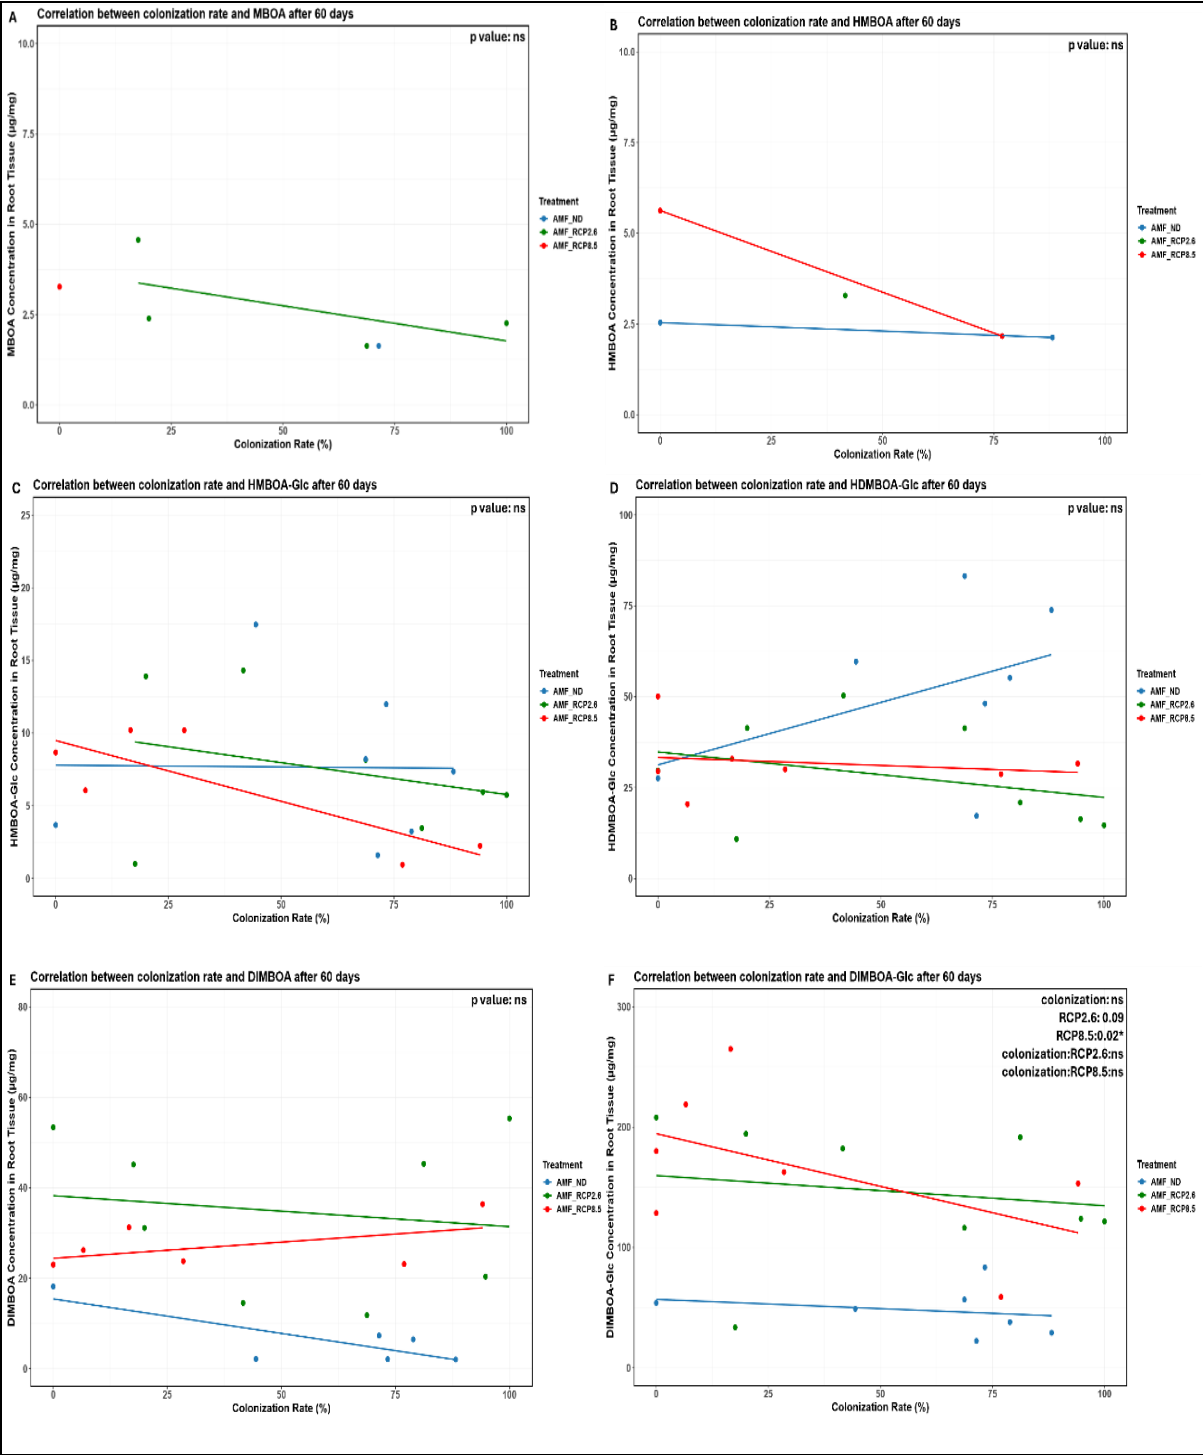 A Correlation between colonization rate and MBOA after 60 days
p value: ns
MBOA Concentration in Root Tissue (µg/mg)
10.0
7.5
5.0
2.5
0.0
0 25 50 75 100
Colonization Rate (%)
Treatment
AMF_ND
AMF_RCP2.6
AMF_RCP8.5
B Correlation between colonization rate and HMBOA after 60 days
p value: ns
HMBOA Concentration in Root Tissue (µg/mg)
10.0
7.5
5.0
2.5
0.0
0 25 50 75 100
Colonization Rate (%)
Treatment
AMF_ND
AMF_RCP2.6
AMF_RCP8.5
C Correlation between colonization rate and HMBOA-Glc after 60 days
p value: ns
HMBOA-Glc Concentration in Root Tissue (µg/mg)
25
20
15
10
5
0
0 25 50 75 100
Colonization Rate (%)
Treatment
AMF_ND
AMF_RCP2.6
AMF_RCP8.5
D Correlation between colonization rate and HDMBOA-Glc after 60 days
p value: ns
HDMBOA-Glc Concentration in Root Tissue (µg/mg)
100
75
50
25
0
0 25 50 75 100
Colonization Rate (%)
Treatment
AMF_ND
AMF_RCP2.6
AMF_RCP8.5
E Correlation between colonization rate and DIMBOA after 60 days
p value: ns
DIMBOA Concentration in Root Tissue (µg/mg)
80
60
40
20
0
0 25 50 75 100
Colonization Rate (%)
Treatment
AMF_ND
AMF_RCP2.6
AMF_RCP8.5
F Correlation between colonization rate and DIMBOA-Glc after 60 days
colonization: ns
RCP2.6: 0.09
RCP8.5:0.02*
colonization:RCP2.6:ns
colonization:RCP8.5:ns
DIMBOA-Glc Concentration in Root Tissue (µg/mg)
300
200
100
0
0 25 50 75 100
Colonization Rate (%)
Treatment
AMF_ND
AMF_RCP2.6
AMF_RCP8.5